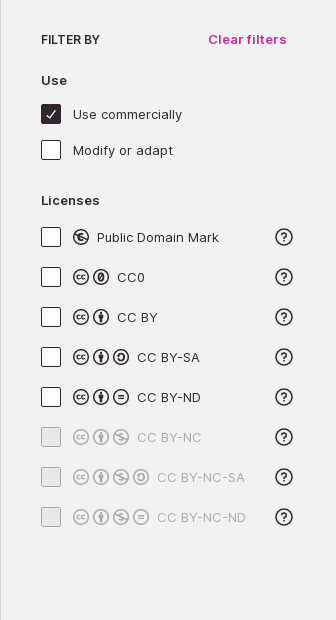 FILTER BY Clear filters
Use
Use commercially
Modify or adapt
Licenses
Public Domain Mark
CC0
CC BY
CC BY-SA
CC BY-ND
CC BY-NC
CC BY-NC-SA
CC BY-NC-ND